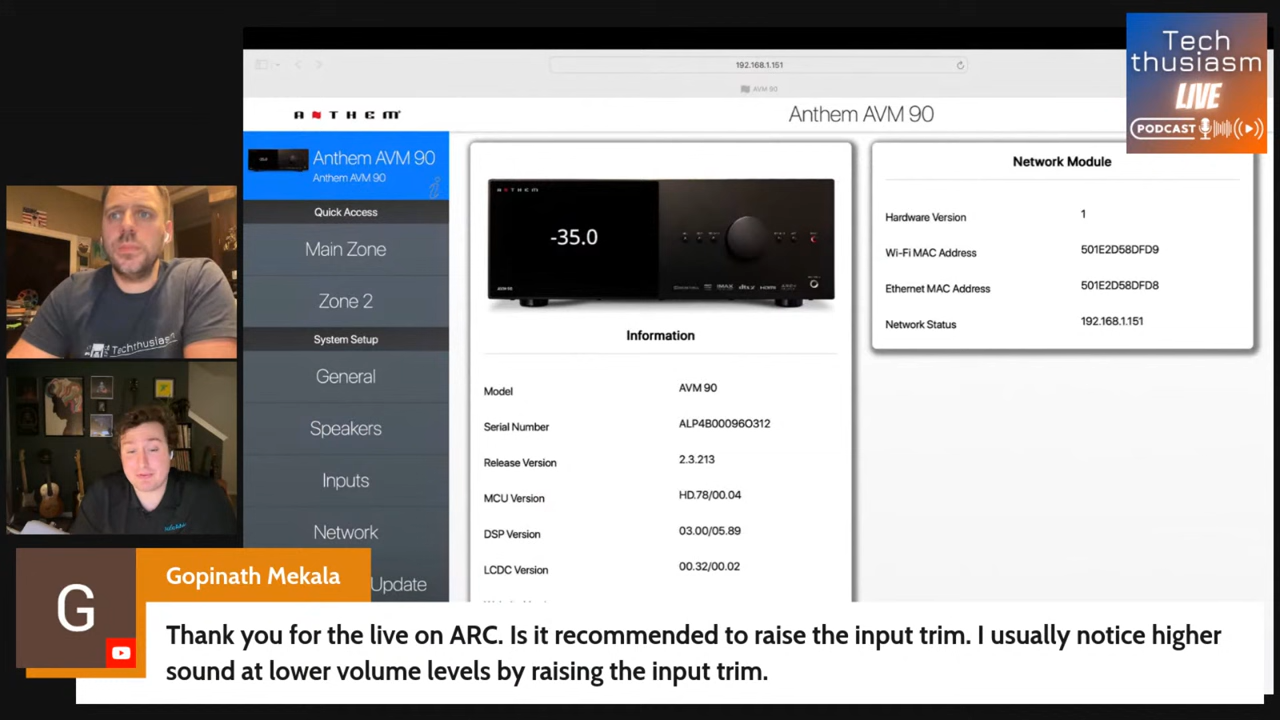 192.168.1.151
AVM 90
Tech
thusiasm
LIVE
PODCAST
ANTHEM
Anthem AVM 90
Anthem AVM 90
Anthem AVM 90
Quick Access
Main Zone
Zone 2
System Setup
General
Speakers
Inputs
Network
Update
ANTHEM
-35.0
Information
Model
AVM 90
Serial Number
ALP4B00096O312
Release Version
2.3.213
MCU Version
HD.78/00.04
DSP Version
03.00/05.89
LCDC Version
00.32/00.02
Network Module
Hardware Version
1
Wi-Fi MAC Address
501E2D58DFD9
Ethernet MAC Address
501E2D58DFD8
Network Status
192.168.1.151
Techthusiasm
G
Gopinath Mekala
Thank you for the live on ARC. Is it recommended to raise the input trim. I usually notice higher
sound at lower volume levels by raising the input trim.